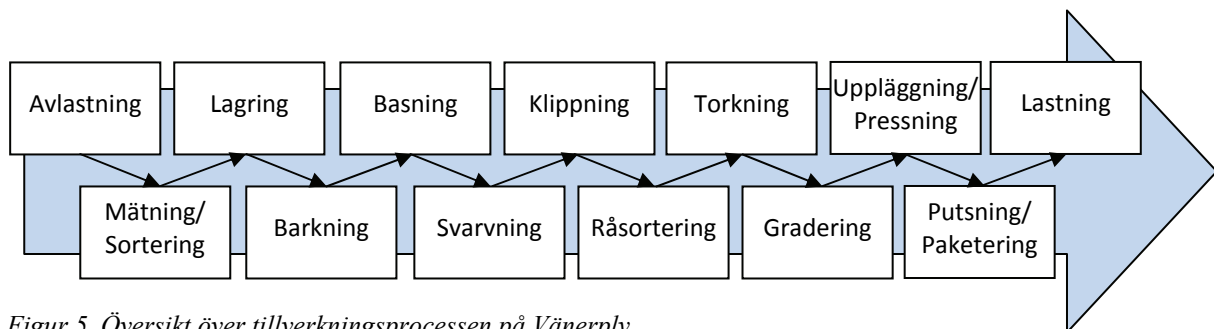 Avlastning
Mätning/
Sortering
Lagring
Barkning
Basning
Svarvning
Klippning
Råsortering
Torkning
Gradering
Uppläggning/
Pressning
Putsning/
Paketering
Lastning
Figur 5. Översikt över tillverkningsprocessen på Vänerply